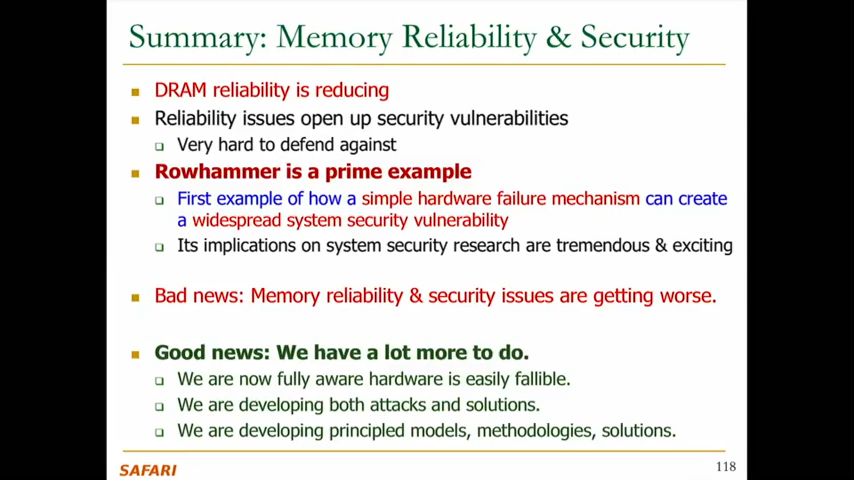 Summary: Memory Reliability & Security
DRAM reliability is reducing
Reliability issues open up security vulnerabilities
Very hard to defend against
Rowhammer is a prime example
First example of how a simple hardware failure mechanism can create
a widespread system security vulnerability
Its implications on system security research are tremendous & exciting
Bad news: Memory reliability & security issues are getting worse.
Good news: We have a lot more to do.
We are now fully aware hardware is easily fallible.
We are developing both attacks and solutions.
We are developing principled models, methodologies, solutions.
SAFARI
118